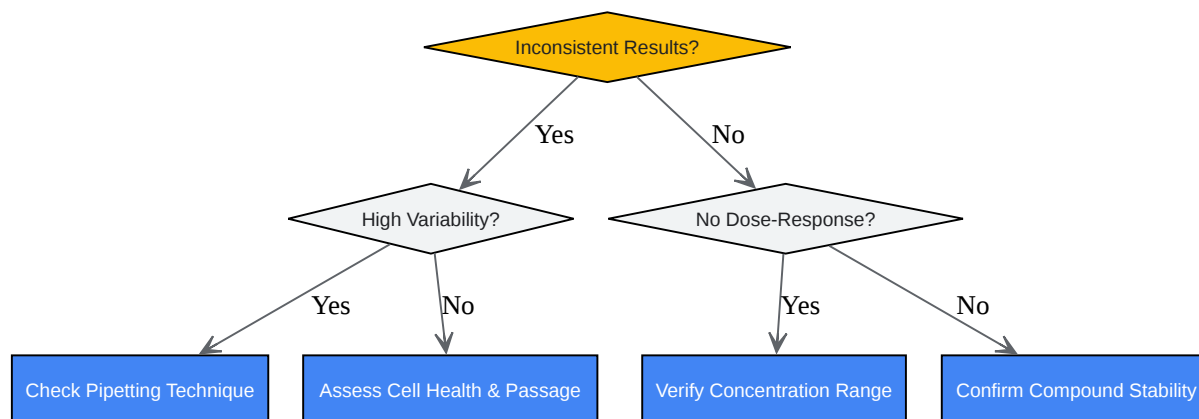 Inconsistent Results?
Yes
No
High Variability?
No Dose-Response?
Yes
No
Yes
No
Check Pipetting Technique
Assess Cell Health & Passage
Verify Concentration Range
Confirm Compound Stability